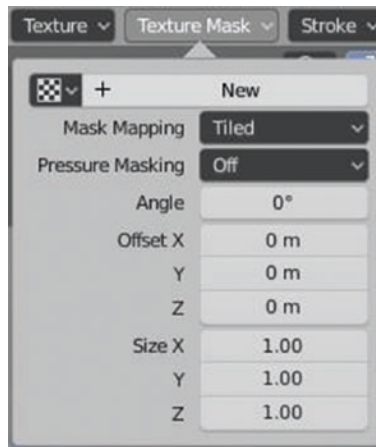 Texture Texture Mask Stroke
+ New
Mask Mapping Tiled
Pressure Masking Off
Angle 0°
Offset X 0 m
Y 0 m
Z 0 m
Size X 1.00
Y 1.00
Z 1.00